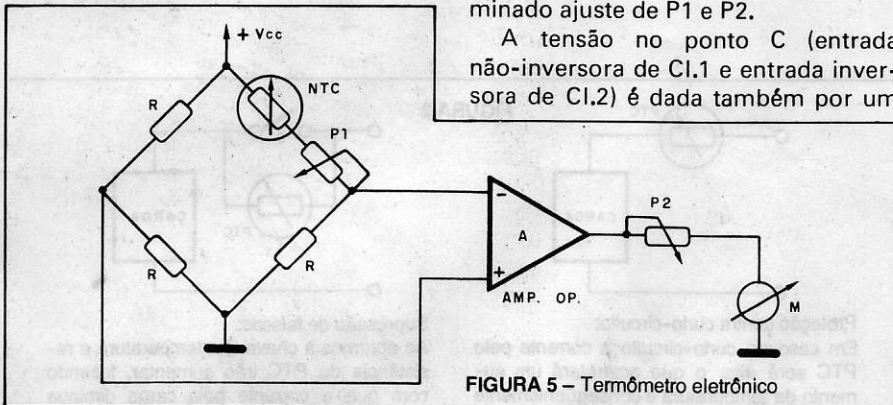 minado ajuste de P1 e P2.
A tensão no ponto C (entrada
não-inversora de CI.1 e entrada inver-
sora de CI.2) é dada também por um
+ Vcc
NTC
R
P1
R
R
-
A
+
AMP. OP.
P2
M
FIGURA 5 – Termômetro eletrônico